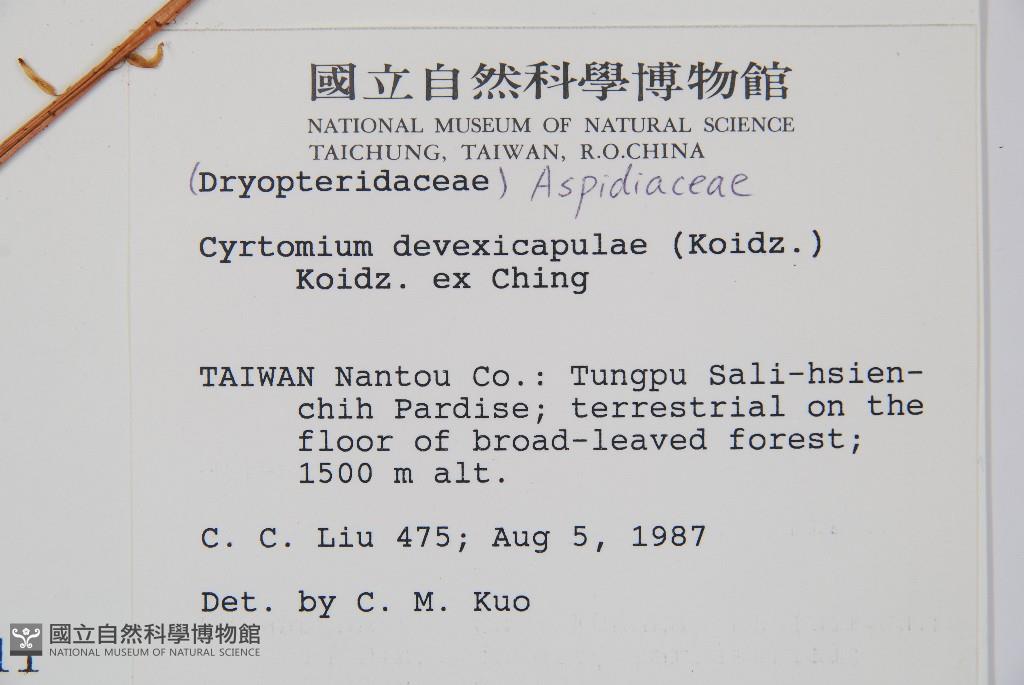 國立自然科學博物館
NATIONAL MUSEUM OF NATURAL SCIENCE
TAICHUNG, TAIWAN, R.O.CHINA
(Dryopteridaceae) Aspidiaceae
Cyrtomium devexicapulae (Koidz.)
Koidz. ex Ching
TAIWAN Nantou Co.: Tungpu Sali-hsien-
chih Pardise; terrestrial on the
floor of broad-leaved forest;
1500 m alt.
C. C. Liu 475; Aug 5, 1987
Det. by C. M. Kuo
國立自然科學博物館
NATIONAL MUSEUM OF NATURAL SCIENCE